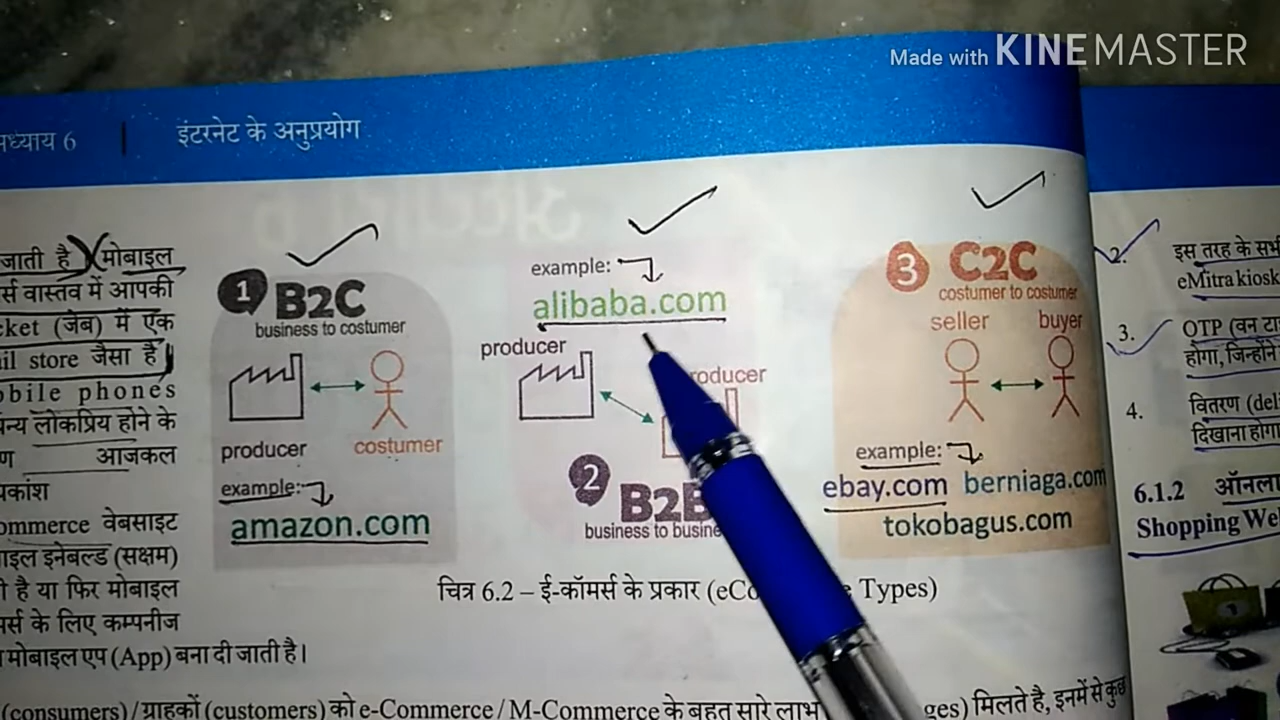 Made with KINEMASTER
मध्याय 6 | इंटरनेट के अनुप्रयोग
जाती है मोबाइल
र्स वास्तव में आपकी
cket (जेब) में एक
ail store जैसा है
obile phones
न्य लोकप्रिय होने के
ण आजकल
कांश
ommerce वेबसाइट
ाइल इनेबल्ड (सक्षम)
ी है या फिर मोबाइल
र्स के लिए कम्पनीज
मोबाइल एप (App) बना दी जाती है।
1 B2C
business to costumer
producer
costumer
example:
amazon.com
example:
alibaba.com
producer
roducer
2 B2B
business to busine
3 C2C
costumer to costumer
seller buyer
example:
ebay.com berniaga.com
tokobagus.com
चित्र 6.2 – ई-कॉमर्स के प्रकार (eCo Types)
(consumers) / ग्राहकों (customers) को e-Commerce / M-Commerce के बहुत सारे लाभ ges) मिलते है, इनमें से कुछ
2. इस तरह के सभी
eMitra kiosk
3. OTP (वन टा
होगा, जिन्होंने
4. वितरण (deli
दिखाना होगा
6.1.2 ऑनला
Shopping We